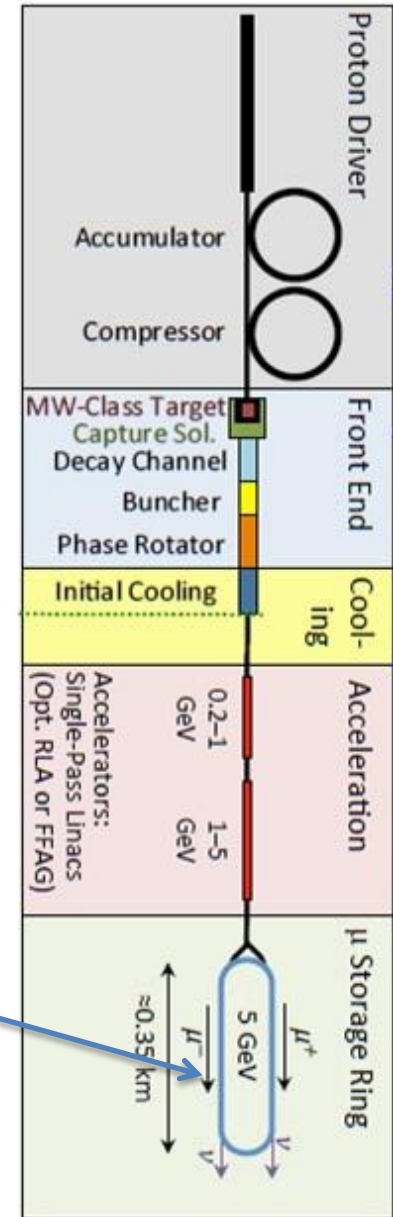 Proton Driver
Accumulator
Compressor
Front End
MW-Class Target
Capture Sol.
Decay Channel
Buncher
Phase Rotator
Cool-
ing
Initial Cooling
Acceleration
0.2–1
GeV
1–5
GeV
Accelerators:
Single-Pass Linacs
(Opt. RLA or FFAG)
μ Storage Ring
μ⁺
5 GeV
μ⁻
≈0.35 km
ν
ν